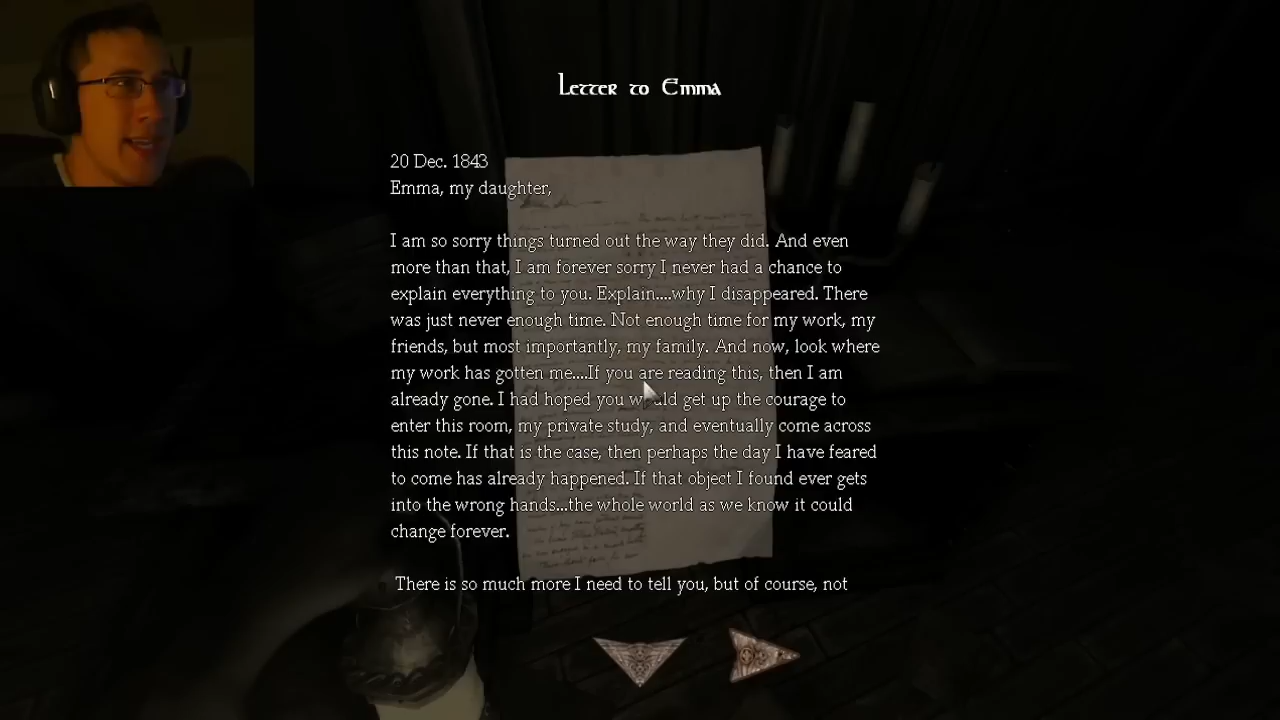 Letter to Emma
20 Dec. 1843
Emma, my daughter,
I am so sorry things turned out the way they did. And even
more than that, I am forever sorry I never had a chance to
explain everything to you. Explain....why I disappeared. There
was just never enough time. Not enough time for my work, my
friends, but most importantly, my family. And now, look where
my work has gotten me....If you are reading this, then I am
already gone. I had hoped you would get up the courage to
enter this room, my private study, and eventually come across
this note. If that is the case, then perhaps the day I have feared
to come has already happened. If that object I found ever gets
into the wrong hands...the whole world as we know it could
change forever.
There is so much more I need to tell you, but of course, not